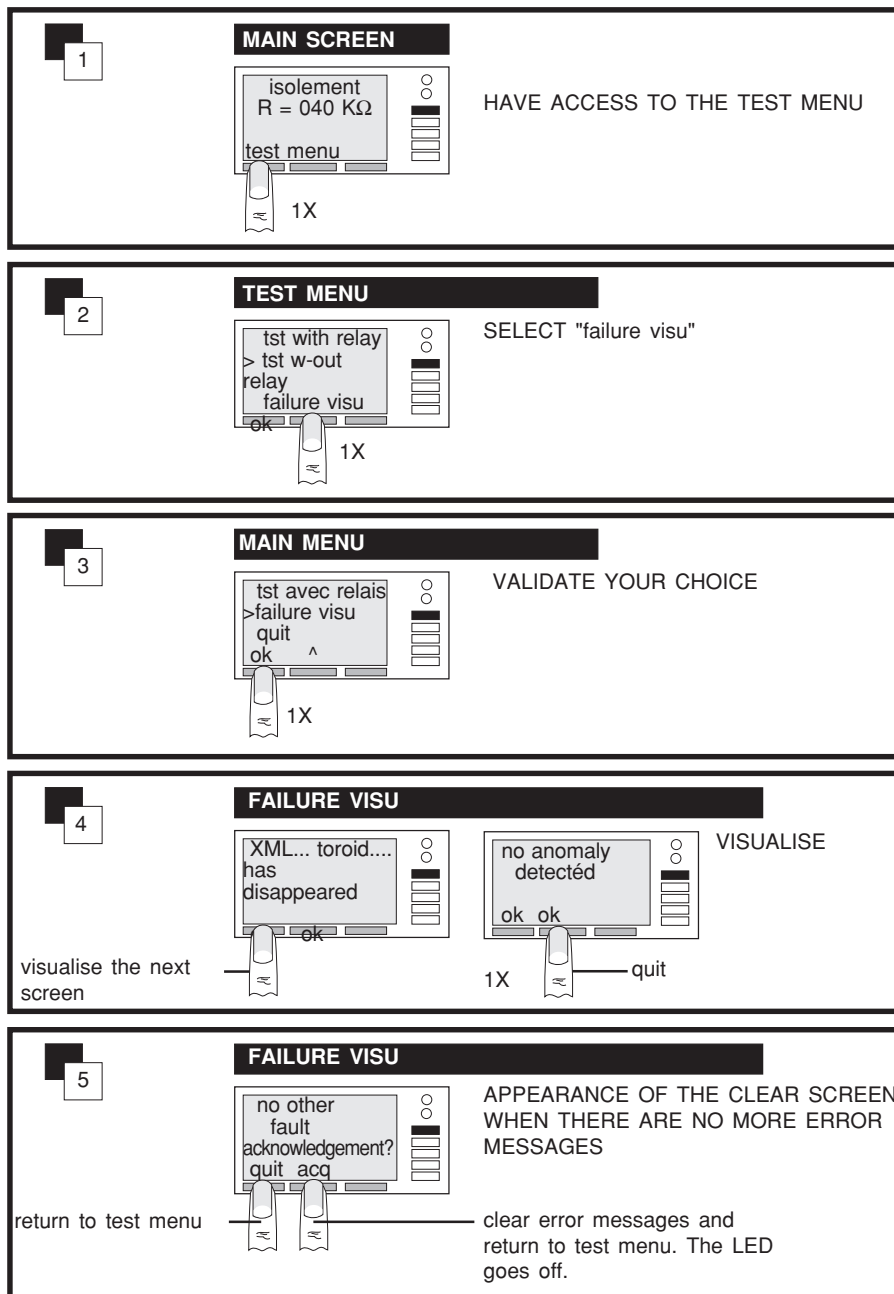 1
MAIN SCREEN
isolement
R = 040 KΩ
test menu
1X
HAVE ACCESS TO THE TEST MENU
2
TEST MENU
tst with relay
> tst w-out
relay
failure visu
ok
1X
SELECT "failure visu"
3
MAIN MENU
tst avec relais
>failure visu
quit
ok ^
1X
VALIDATE YOUR CHOICE
4
FAILURE VISU
XML... toroid....
has
disappeared
ok
visualise the next
screen
no anomaly
detectéd
ok ok
1X
quit
VISUALISE
5
FAILURE VISU
no other
fault
acknowledgement?
quit acq
return to test menu
APPEARANCE OF THE CLEAR SCREEN
WHEN THERE ARE NO MORE ERROR
MESSAGES
clear error messages and
return to test menu. The LED
goes off.